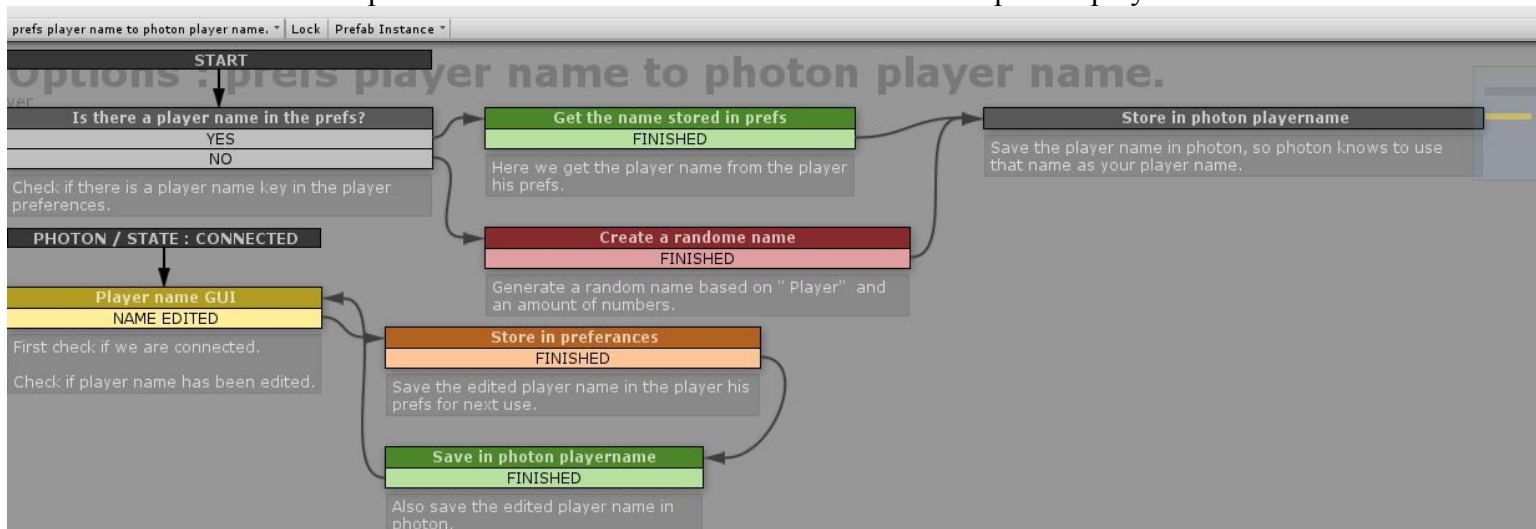 prefs player name to photon player name. Lock Prefab Instance
Options : prefs player name to photon player name.
START
Is there a player name in the prefs?
YES
NO
Check if there is a player name key in the player
preferences.
Get the name stored in prefs
FINISHED
Here we get the player name from the player
his prefs.
Store in photon playername
Save the player name in photon, so photon knows to use
that name as your player name.
Create a randome name
FINISHED
Generate a random name based on " Player" and
an amount of numbers.
PHOTON / STATE : CONNECTED
Player name GUI
NAME EDITED
First check if we are connected.
Check if player name has been edited.
Store in preferances
FINISHED
Save the edited player name in the player his
prefs for next use.
Save in photon playername
FINISHED
Also save the edited player name in
photon.